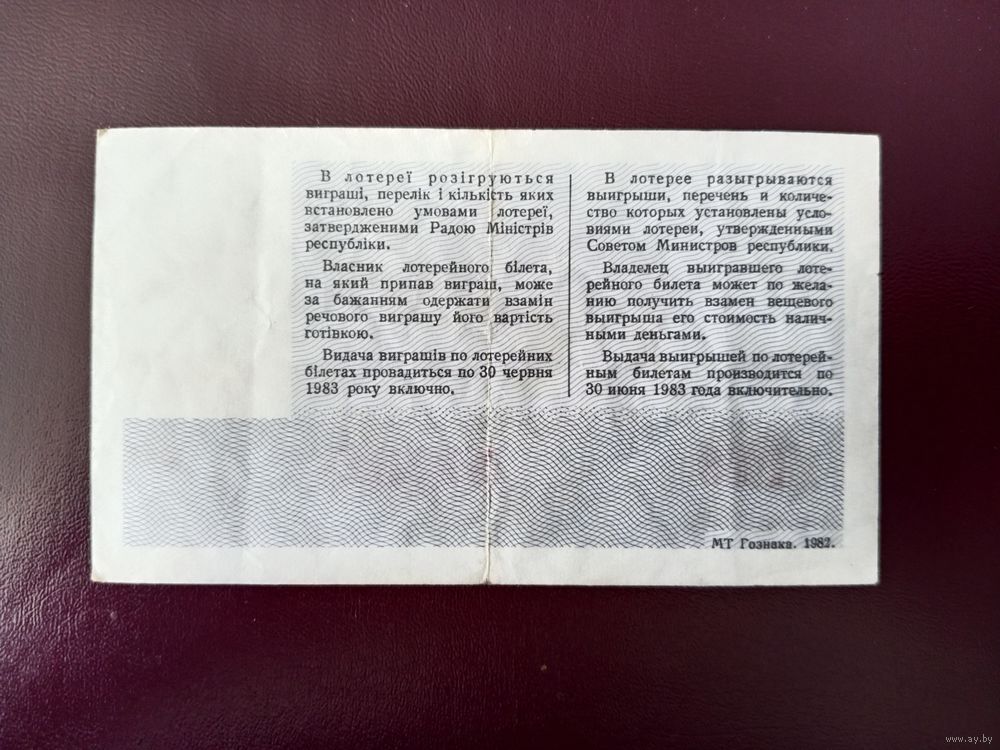 В лотереї розігруються
виграші, перелік і кількість яких
встановлено умовами лотереї,
затвердженими Радою Міністрів
республіки.
Власник лотерейного білета,
на який припав виграш, може
за бажанням одержати взамін
речового виграшу його вартість
готівкою.
Видача виграшів по лотерейних
білетах провадиться по 30 червня
1983 року включно.
В лотерее разыгрываются
выигрыши, перечень и количе-
ство которых установлены усло-
виями лотереи, утвержденными
Советом Министров республики.
Владелец выигравшего лоте-
рейного билета может по жела-
нию получить взамен вещевого
выигрыша его стоимость налич-
ными деньгами.
Выдача выигрышей по лотерей-
ным билетам производится по
30 июня 1983 года включительно.
МТ Гознака. 1982.
www.ay.by